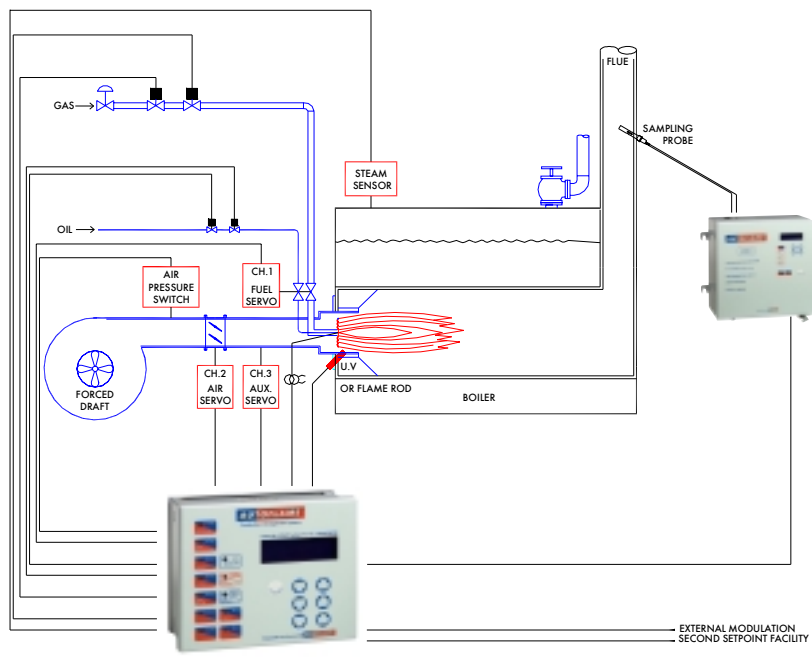 FLUE
GAS
SAMPLING
PROBE
STEAM
SENSOR
OIL
AIR
PRESSURE
SWITCH
CH.1
FUEL
SERVO
CH.2
AIR
SERVO
CH.3
AUX.
SERVO
U.V
FORCED
DRAFT
OR FLAME ROD
BOILER
EXTERNAL MODULATION
SECOND SETPOINT FACILITY